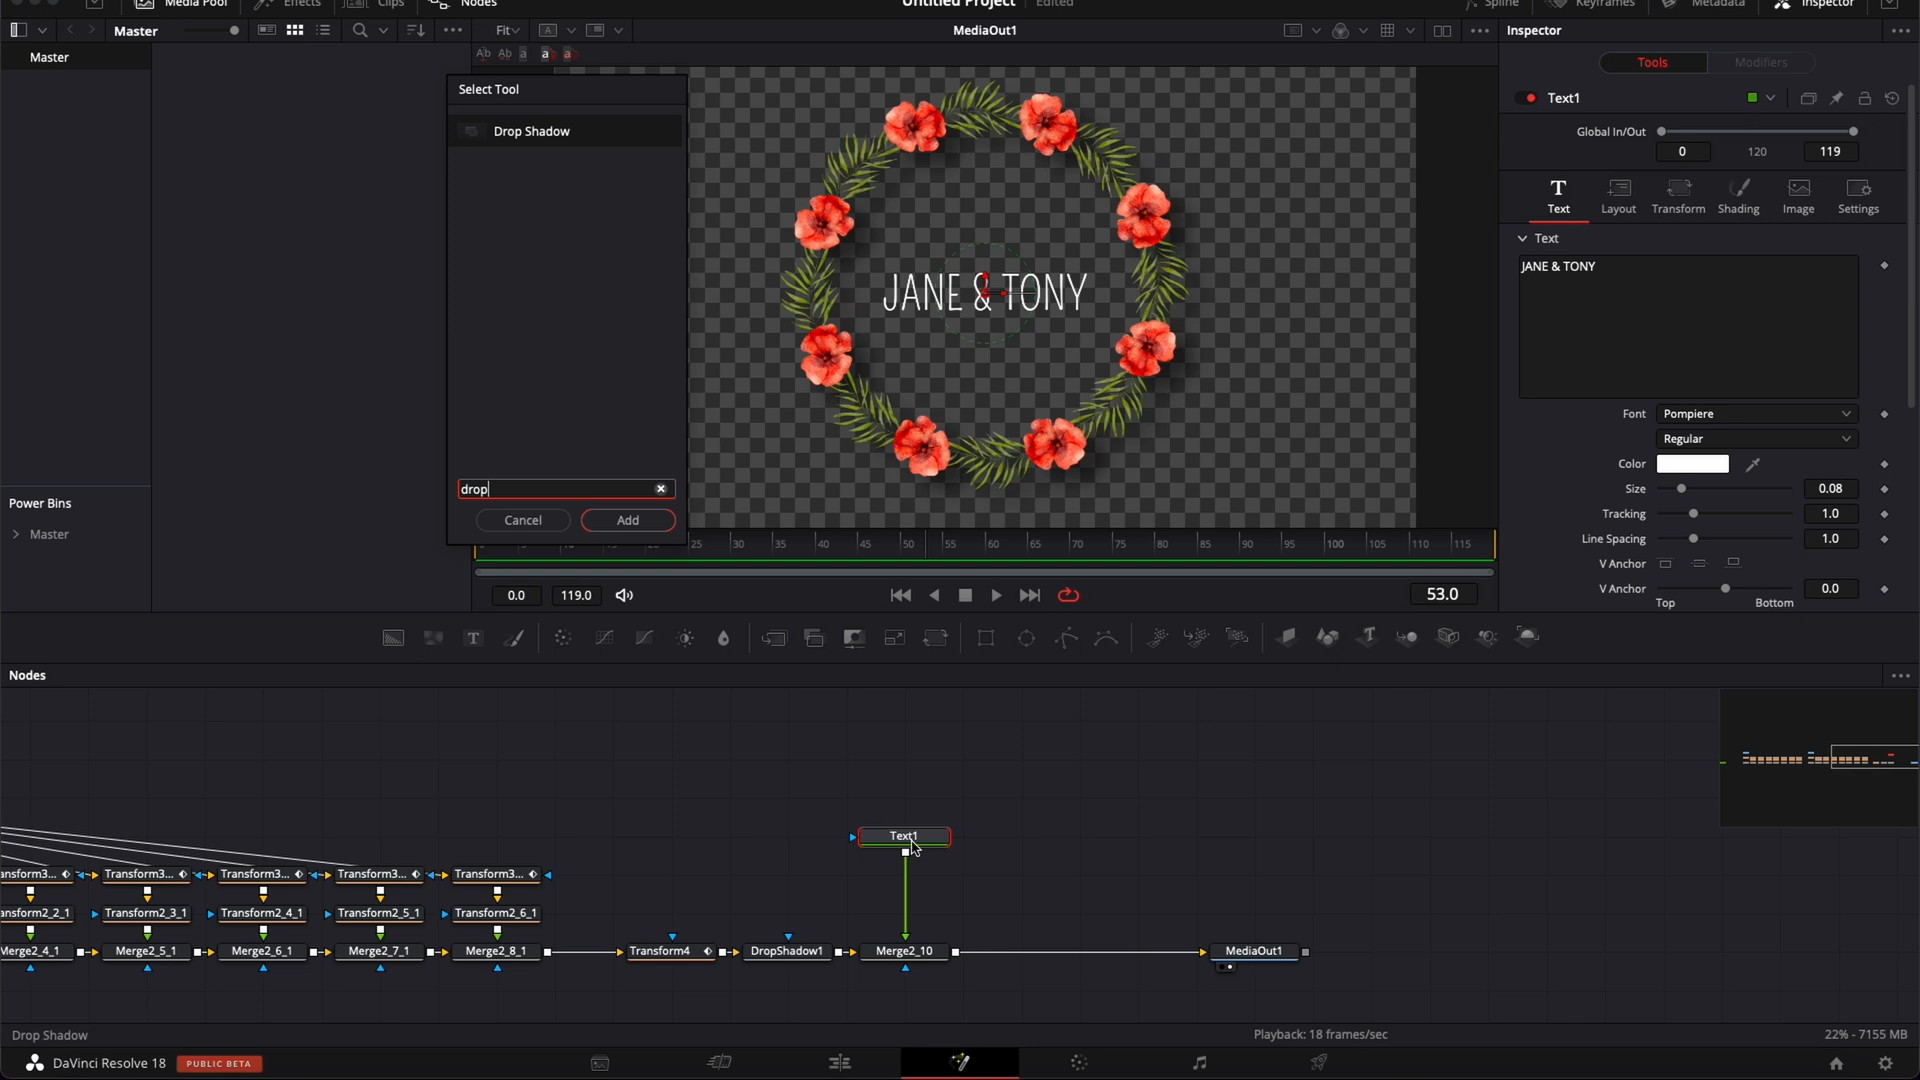 Media Pool
Effects
Clips
Nodes
Untitled Project
Edited
Spline
Keyframes
Metadata
Inspector
Master
Fit
MediaOut1
Inspector
Master
Select Tool
Drop Shadow
drop
Cancel
Add
JANE & TONY
Power Bins
Master
25 30 35 40 45 50 55 60 65 70 75 80 85 90 95 100 105 110 115
0.0
119.0
53.0
Tools
Modifiers
Text1
Global In/Out
0
120
119
T
Text
Layout
Transform
Shading
Image
Settings
Text
JANE & TONY
Font
Pompiere
Regular
Color
Size
0.08
Tracking
1.0
Line Spacing
1.0
V Anchor
V Anchor
0.0
Top
Bottom
Nodes
Text1
ansform3...
Transform3...
Transform3...
Transform3...
Transform3...
ansform2_2_1
Transform2_3_1
Transform2_4_1
Transform2_5_1
Transform2_6_1
Merge2_4_1
Merge2_5_1
Merge2_6_1
Merge2_7_1
Merge2_8_1
Transform4
DropShadow1
Merge2_10
MediaOut1
Drop Shadow
Playback: 18 frames/sec
22% - 7155 MB
DaVinci Resolve 18
PUBLIC BETA